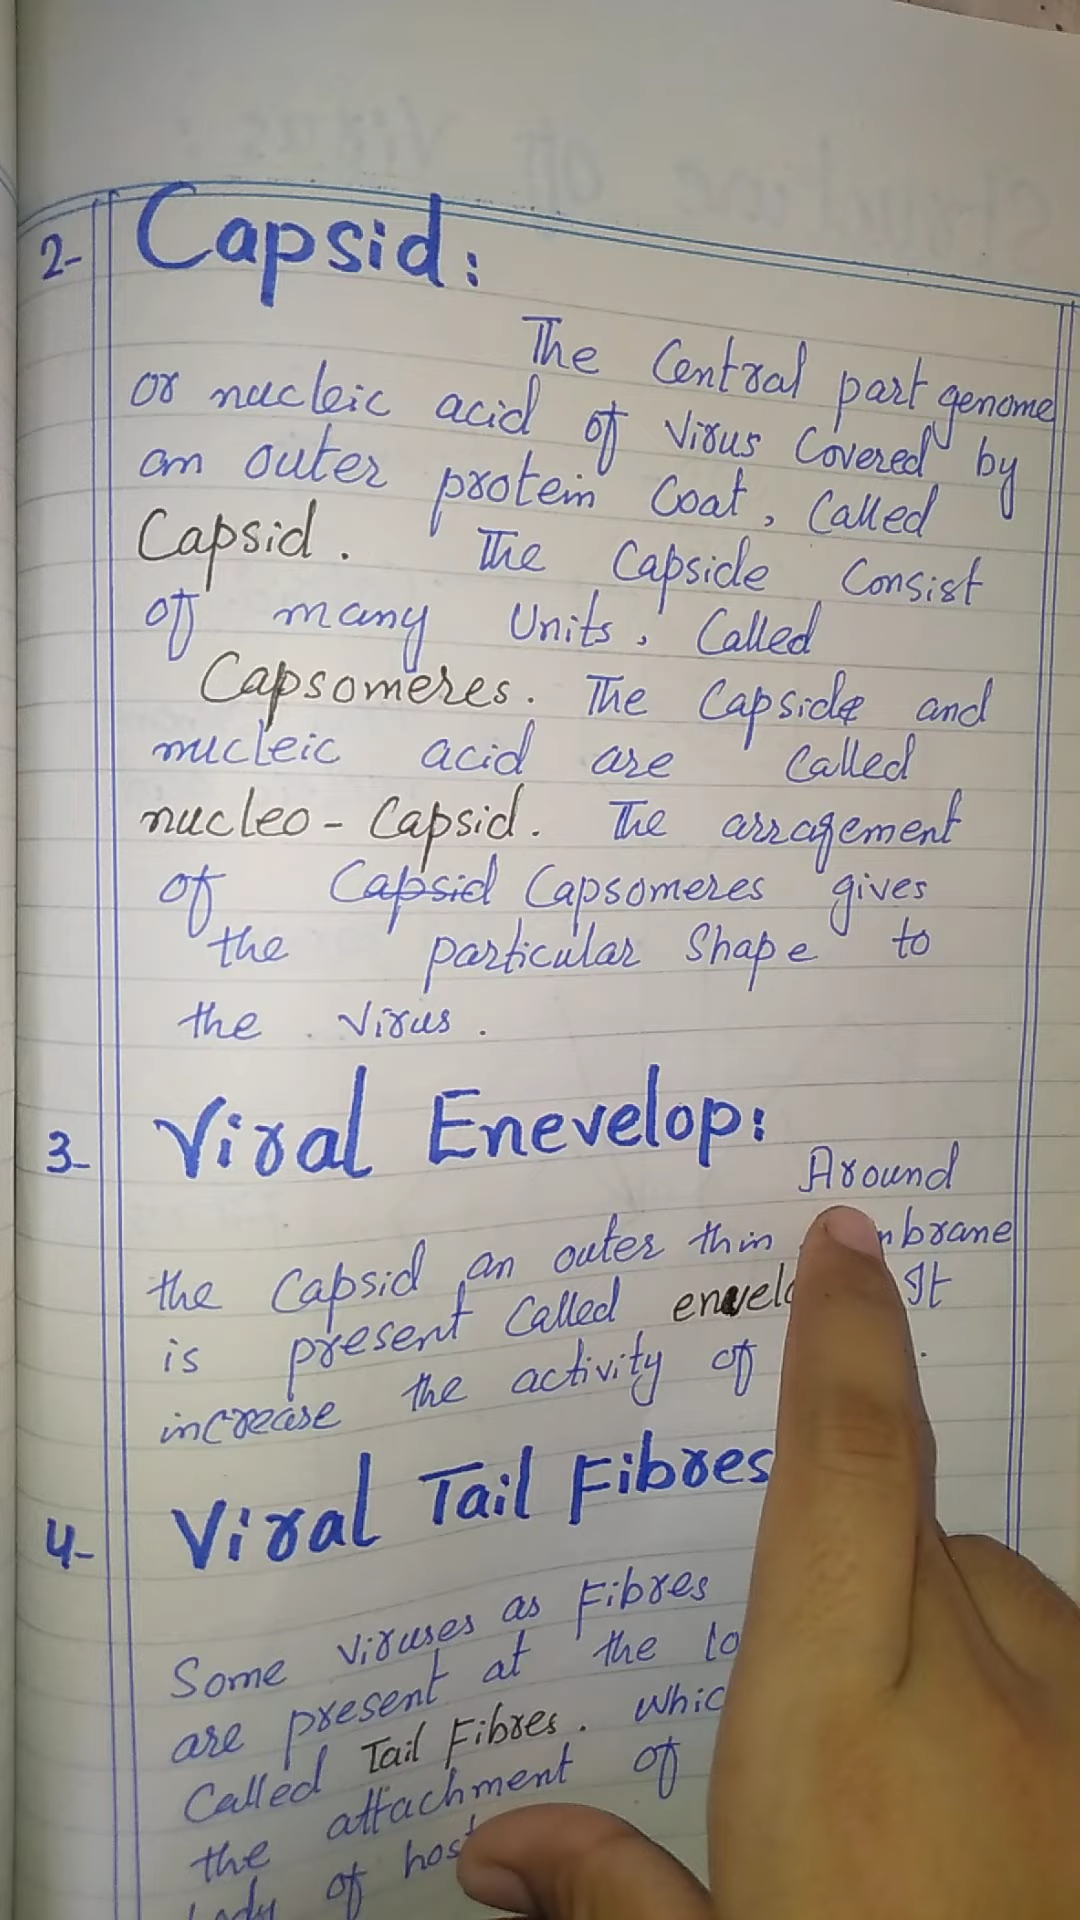 2- Capsid:
The Central part genome
or nucleic acid of virus Covered by
an outer protein Coat, Called
Capsid. The Capside Consist
of many Units, Called
Capsomeres. The Capside and
nucleic acid are Called
nucleo-Capsid. The arragement
of Capsid Capsomeres gives
the particular Shape to
the virus.
3- Viral Enevelop:
Around
the Capsid an outer thin
is present Called It
increase the activity of
4- Viral Tail Fibres
Some viruses as Fibres
are present at the
Called Tail Fibres.
the attachment of
body of